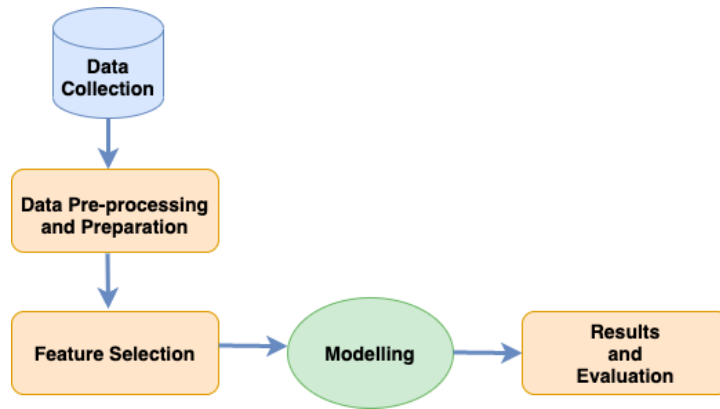 Data
Collection
Data Pre-processing
and Preparation
Feature Selection
Modelling
Results
and
Evaluation